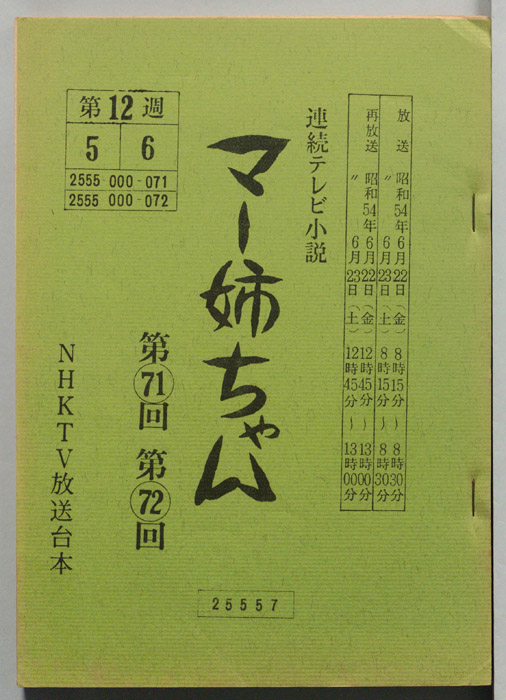 放送 昭和54年6月22日(金) 8時15分〜8時30分
〃 6月23日(土) 8時15分〜8時30分
再放送 昭和54年6月22日(金) 12時45分〜13時00分
〃 6月23日(土) 12時45分〜13時00分
連続テレビ小説
マー姉ちゃん
第71回 第72回
第12週
5 6
2555-000-071
2555-000-072
NHKTV放送台本
25557